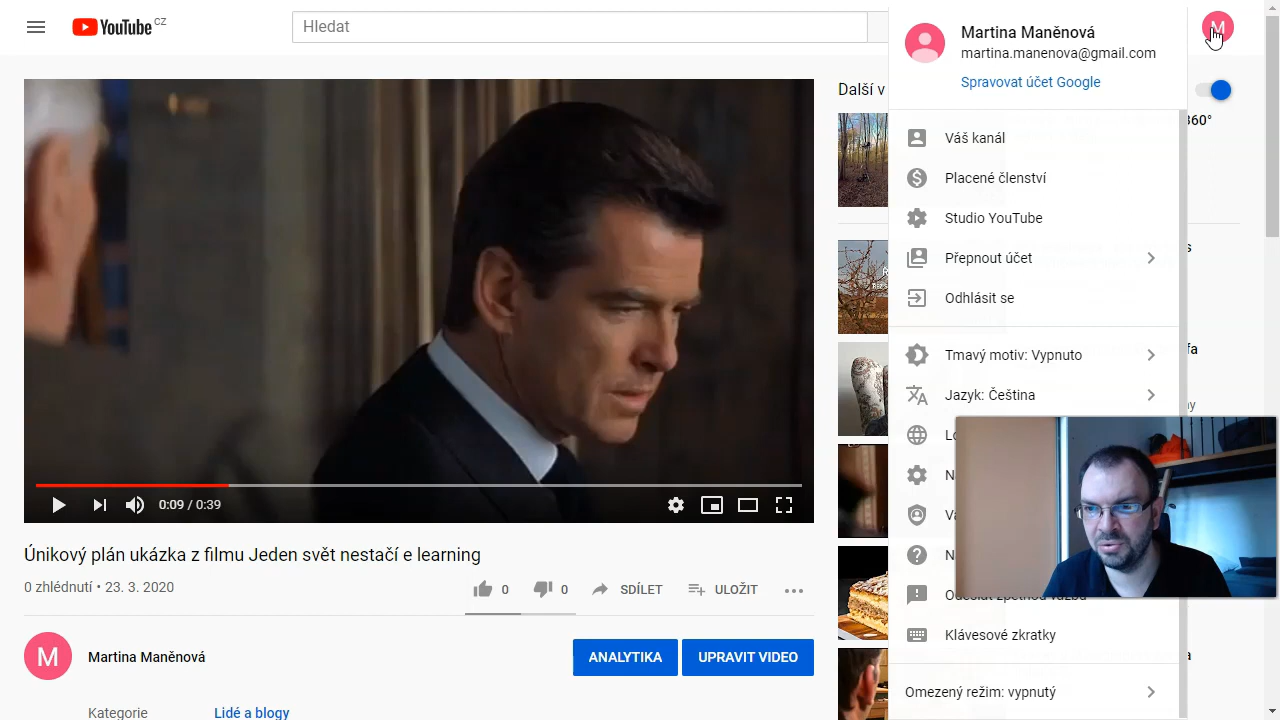 YouTube CZ
Hledat
M
Martina Maněnová
martina.manenova@gmail.com
Spravovat účet Google
Další v
360°
Váš kanál
Placené členství
Studio YouTube
Přepnout účet
Odhlásit se
Tmavý motiv: Vypnuto
Jazyk: Čeština
Klávesové zkratky
Omezený režim: vypnutý
0:09 / 0:39
Únikový plán ukázka z filmu Jeden svět nestačí e learning
0 zhlédnutí • 23. 3. 2020
0
0
SDÍLET
ULOŽIT
M
Martina Maněnová
ANALYTIKA
UPRAVIT VIDEO
Kategorie
Lidé a blogy